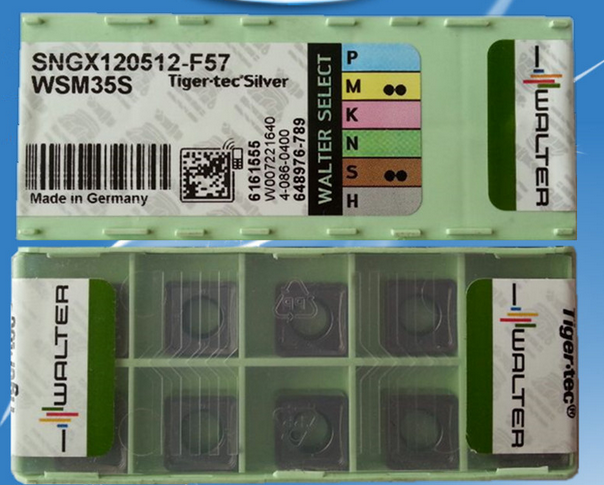 SNGX120512-F57
WSM35S Tiger·tec®Silver
Made in Germany
6161555
W007221640
4-086-0400
648976-789
WALTER SELECT
P
M
K
N
S
H
WALTER
WALTER
WALTER
Tiger·tec®